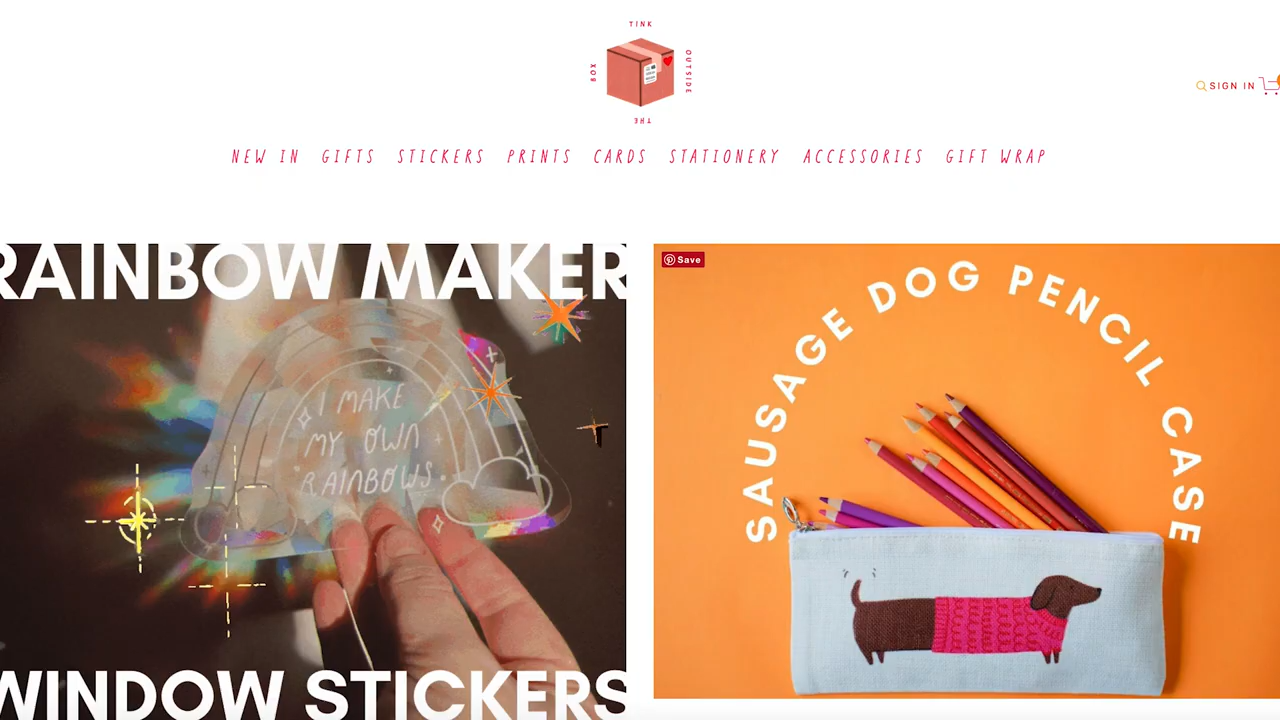 TINK
OUTSIDE
THE
BOX
SIGN IN
NEW IN GIFTS STICKERS PRINTS CARDS STATIONERY ACCESSORIES GIFT WRAP
RAINBOW MAKER
I MAKE
MY OWN
RAINBOWS
WINDOW STICKERS
Save
SAUSAGE DOG PENCIL CASE